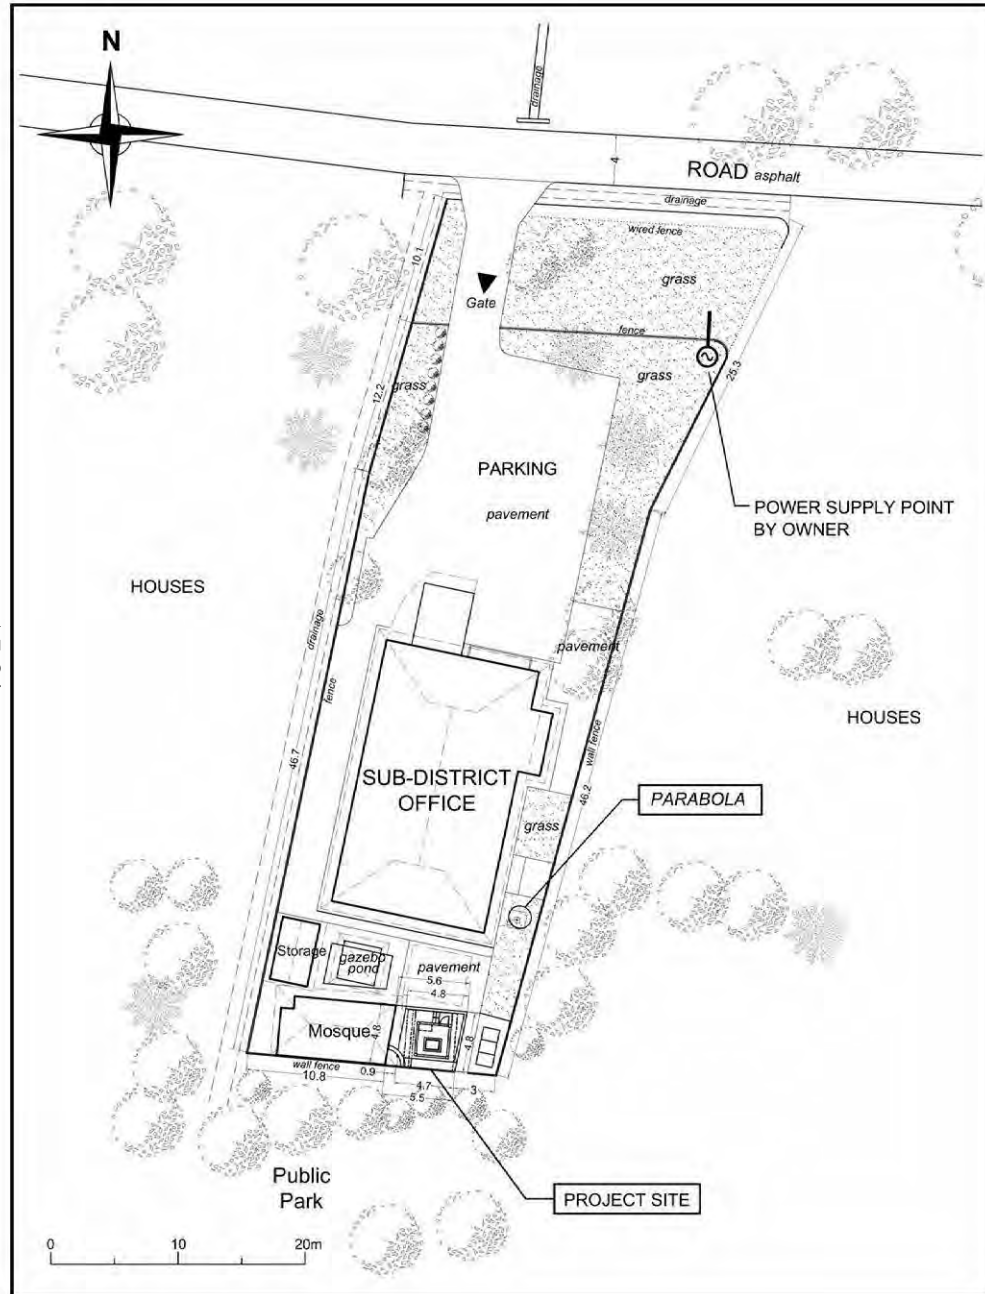 N
drainage
4
ROAD asphalt
drainage
wired fence
10.1
grass
Gate
fence
grass
grass
25.3
12.2
PARKING
pavement
POWER SUPPLY POINT
BY OWNER
HOUSES
drainage
pavement
fence
HOUSES
wall fence
46.7
SUB-DISTRICT
OFFICE
46.2
PARABOLA
grass
Storage
gazebo
pond
pavement
5.6
4.8
Mosque
4.8
4.8
wall fence
10.8
0.9
4.7
3
5.5
Public
Park
PROJECT SITE
0
10
20m